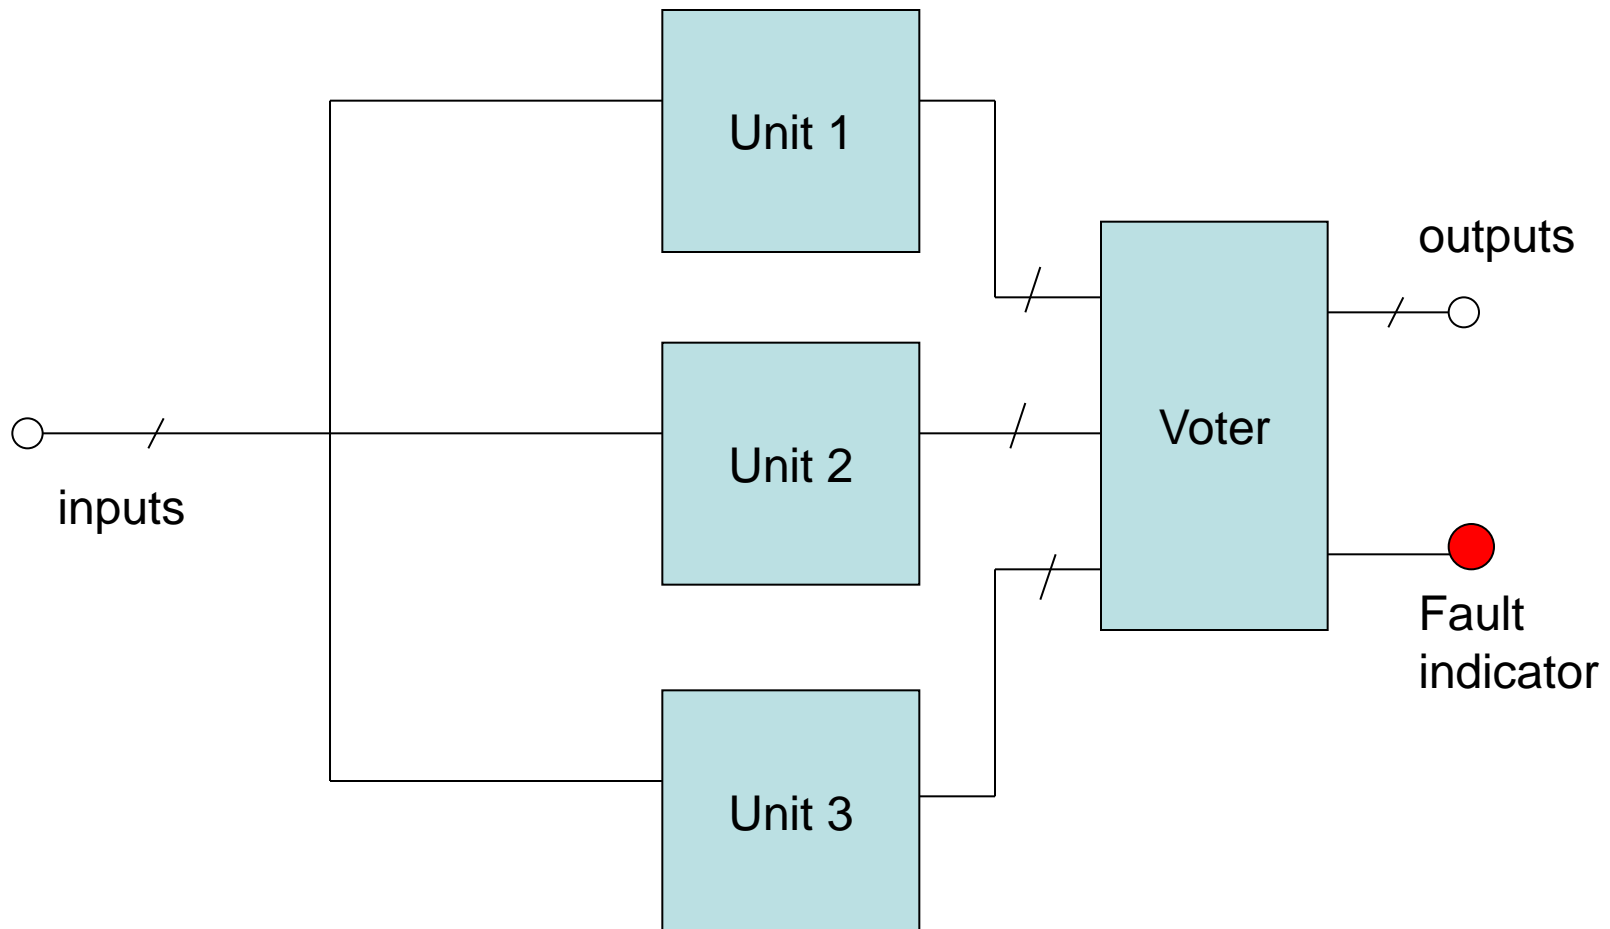 Unit 1
outputs
Voter
Unit 2
inputs
Fault
indicator
Unit 3